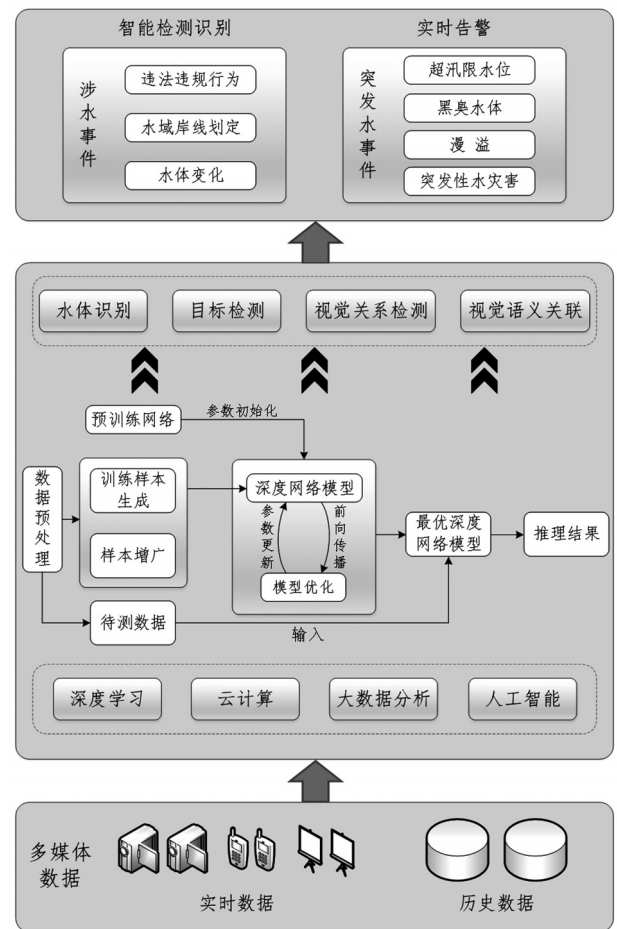 智能检测识别
实时告警
涉水事件
违法违规行为
水域岸线划定
水体变化
突发水事件
超汛限水位
黑臭水体
漫 溢
突发性水灾害
水体识别
目标检测
视觉关系检测
视觉语义关联
预训练网络
参数初始化
数据预处理
训练样本
生成
样本增广
待测数据
深度网络模型
参数更新
前向传播
模型优化
输入
最优深度
网络模型
推理结果
深度学习
云计算
大数据分析
人工智能
多媒体
数据
实时数据
历史数据